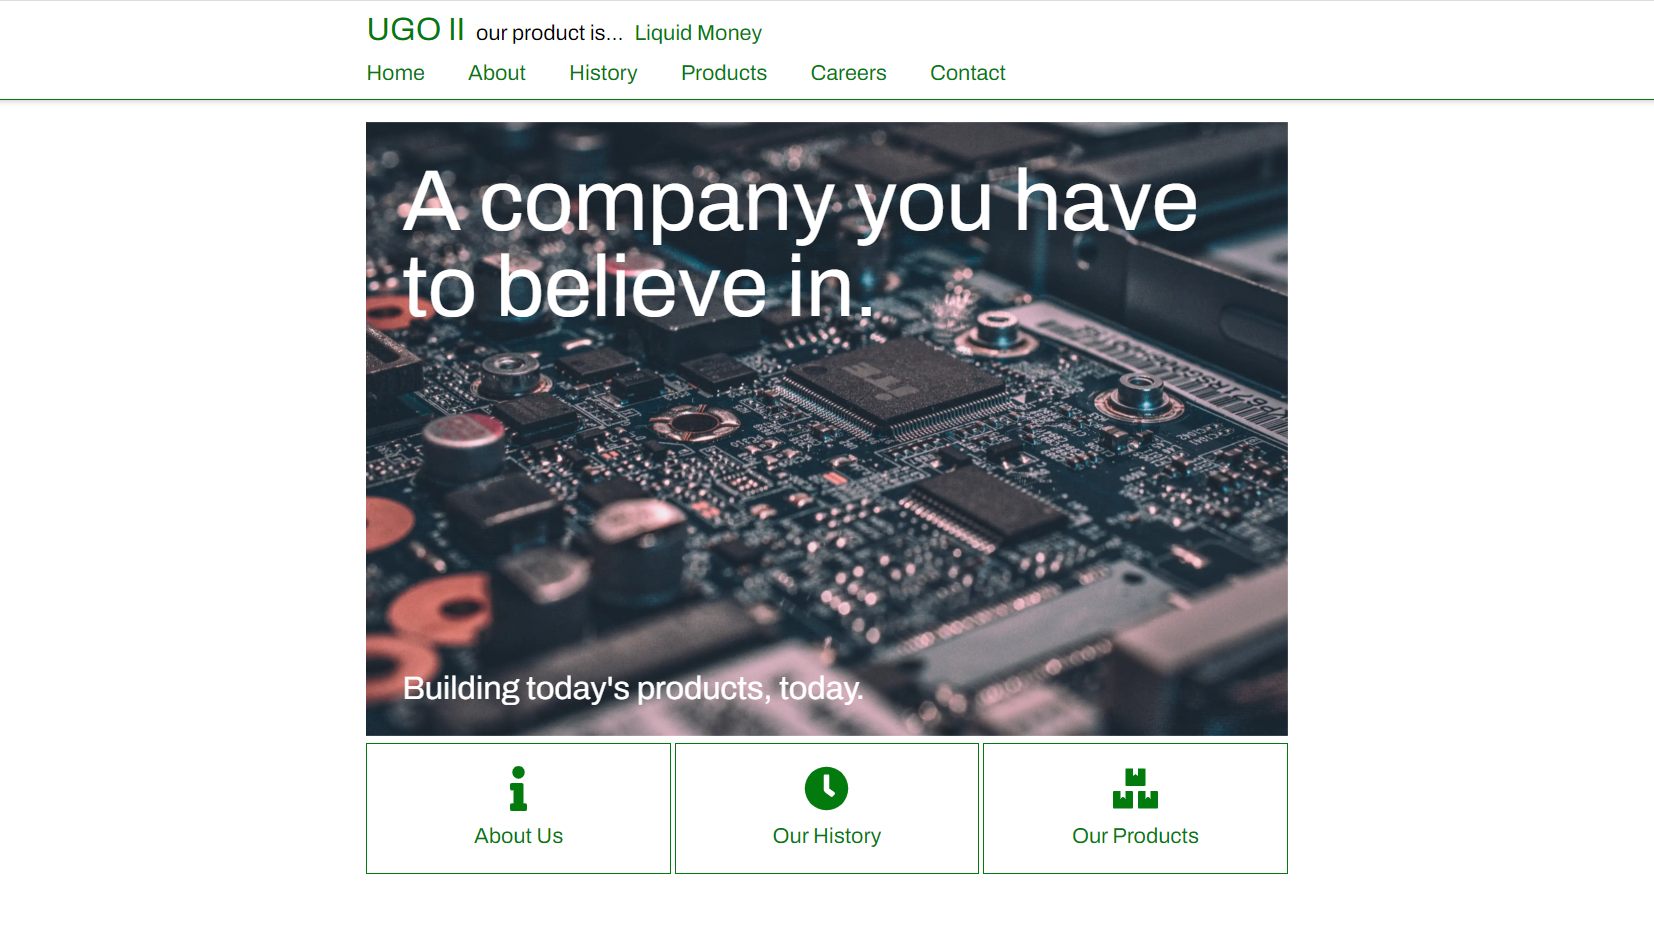 UGO II our product is... Liquid Money
Home About History Products Careers Contact
A company you have
to believe in.
Building today's products, today.
About Us Our History Our Products